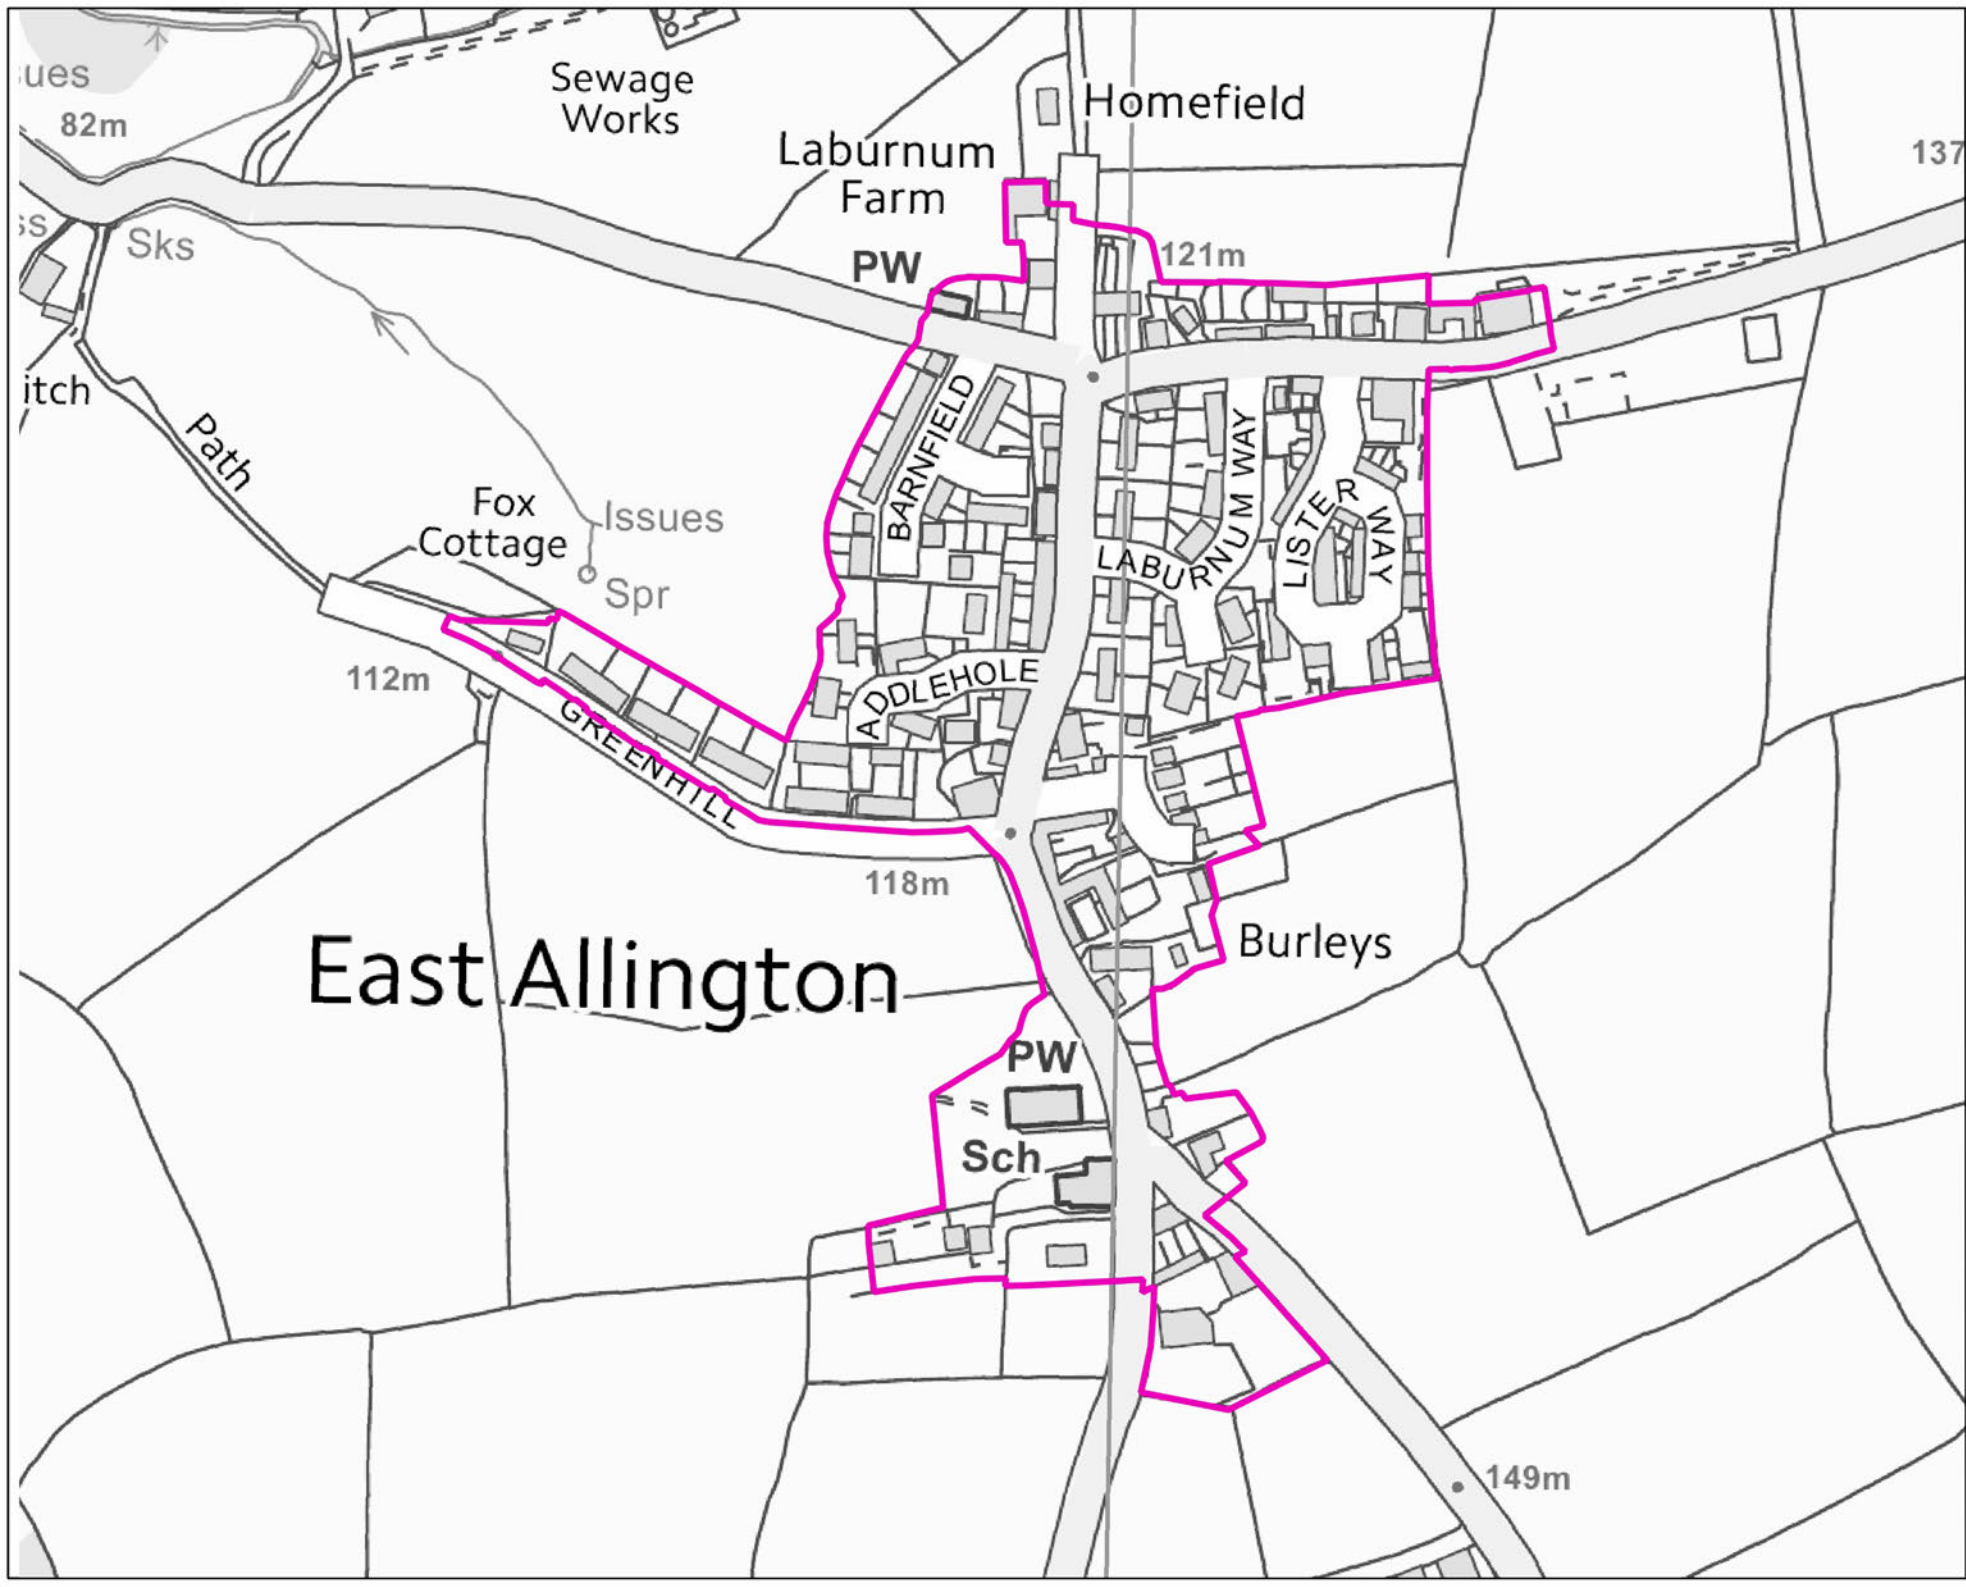 Sewage
Works
Homefield
82m
Laburnum
Farm
137
121m
Sks
PW
itch
Path
BARNFIELD
LABURNUM WAY
LISTER WAY
Fox
Cottage
Issues
Spr
112m
ADDLEHOLE
GREENHILL
118m
Burleys
East Allington
PW
Sch
149m